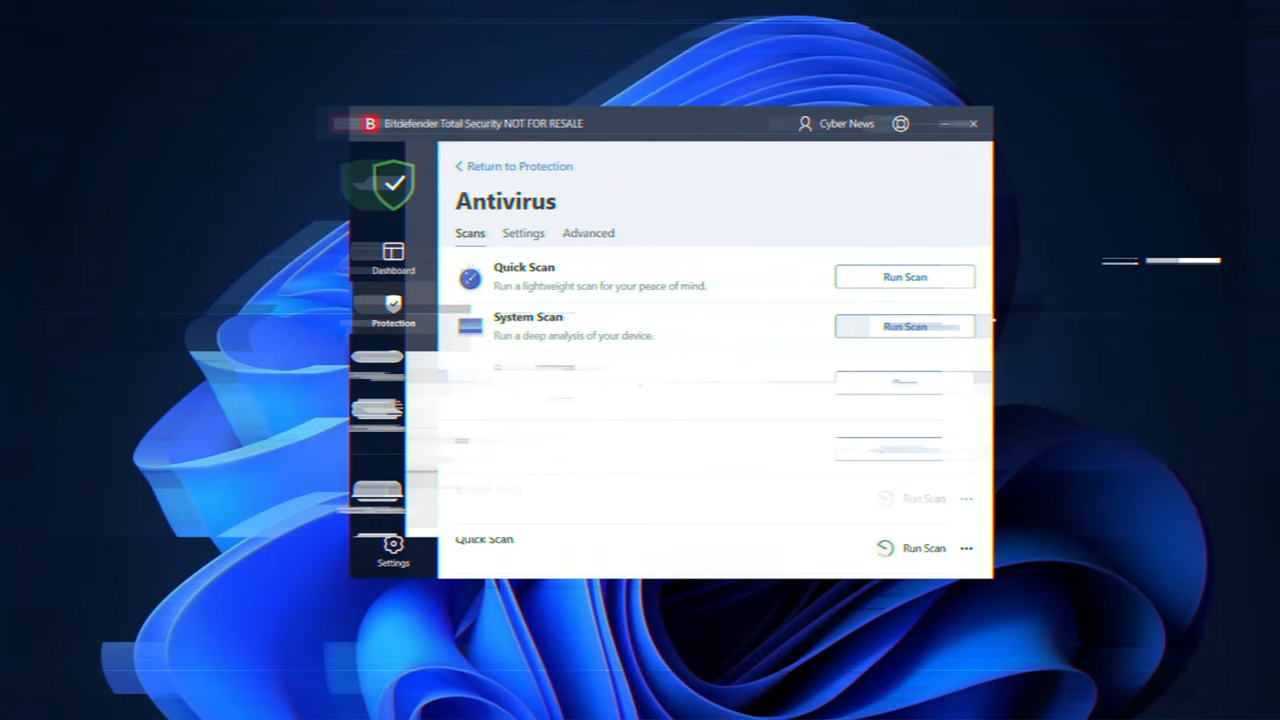 B Bitdefender Total Security NOT FOR RESALE
Cyber News
Return to Protection
Antivirus
Scans Settings Advanced
Dashboard
Quick Scan
Run a lightweight scan for your peace of mind.
Run Scan
Protection
System Scan
Run a deep analysis of your device.
Run Scan
Run Scan
Quick Scan
Run Scan
Settings